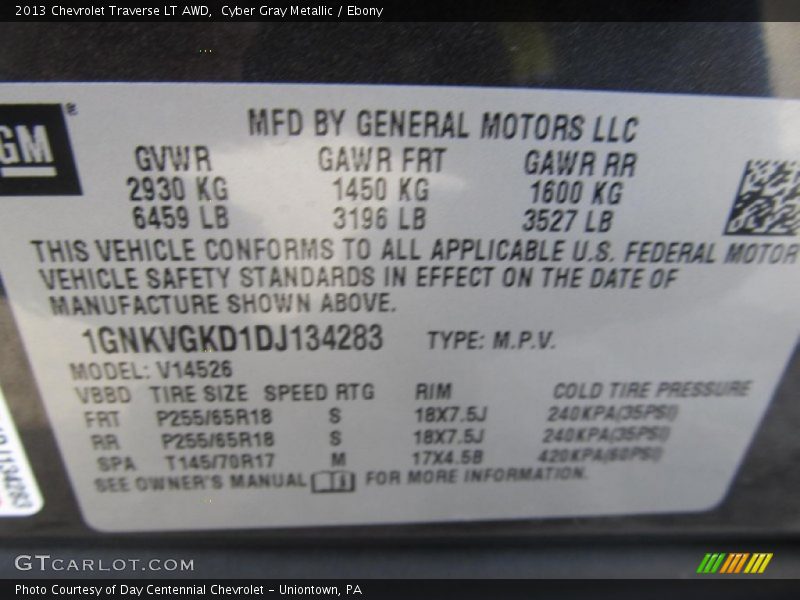 2013 Chevrolet Traverse LT AWD,  Cyber Gray Metallic / Ebony
GM ®
MFD BY GENERAL MOTORS LLC
GVWR GAWR FRT GAWR RR
2930 KG 1450 KG 1600 KG
6459 LB 3196 LB 3527 LB
THIS VEHICLE CONFORMS TO ALL APPLICABLE U.S. FEDERAL MOTOR
VEHICLE SAFETY STANDARDS IN EFFECT ON THE DATE OF
MANUFACTURE SHOWN ABOVE.
1GNKVGKD1DJ134283 TYPE: M.P.V.
MODEL: V14526
VBBD TIRE SIZE SPEED RTG RIM COLD TIRE PRESSURE
FRT P255/65R18 S 18X7.5J 240KPA(35PSI)
RR P255/65R18 S 18X7.5J 240KPA(35PSI)
SPA T145/70R17 M 17X4.5B 420KPA(60PSI)
SEE OWNER'S MANUAL FOR MORE INFORMATION.
J134283
GTCARLOT.COM
Photo Courtesy of Day Centennial Chevrolet – Uniontown, PA